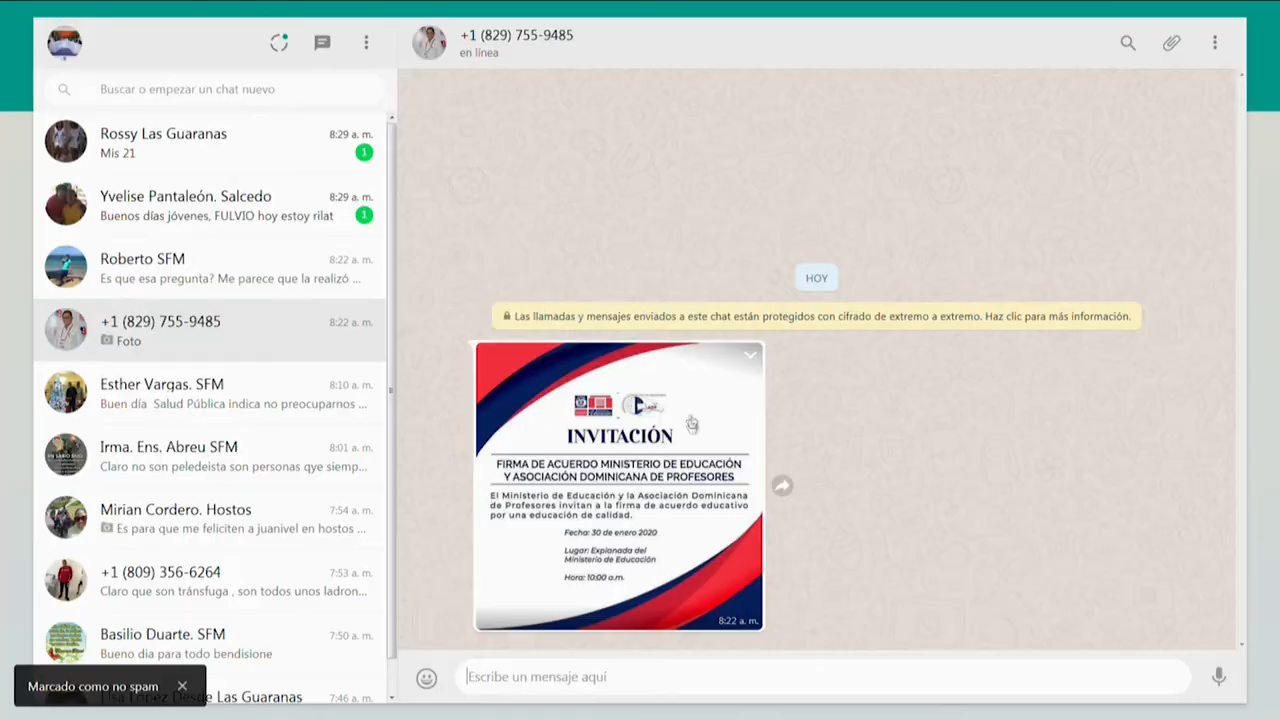 +1 (829) 755-9485
en línea
Buscar o empezar un chat nuevo
Rossy Las Guaranas
8:29 a. m.
Mis 21
1
Yvelise Pantaleón. Salcedo
8:29 a. m.
Buenos días jóvenes, FULVIO hoy estoy rilat
1
Roberto SFM
8:22 a. m.
Es que esa pregunta? Me parece que la realizó ...
+1 (829) 755-9485
8:22 a. m.
Foto
Esther Vargas. SFM
8:10 a. m.
Buen día Salud Pública indica no preocuparnos ...
Irma. Ens. Abreu SFM
8:01 a. m.
Claro no son peledeista son personas qye siemp...
Mirian Cordero. Hostos
7:54 a. m.
Es para que me feliciten a juanivel en hostos ...
+1 (809) 356-6264
7:53 a. m.
Claro que son tránsfuga , son todos unos ladron...
Basilio Duarte. SFM
7:50 a. m.
Bueno dia para todo bendisione
Desde Las Guaranas
7:46 a. m.
Marcado como no spam
HOY
Las llamadas y mensajes enviados a este chat están protegidos con cifrado de extremo a extremo. Haz clic para más información.
INVITACIÓN
FIRMA DE ACUERDO MINISTERIO DE EDUCACIÓN
Y ASOCIACIÓN DOMINICANA DE PROFESORES
El Ministerio de Educación y la Asociación Dominicana
de Profesores invitan a la firma de acuerdo educativo
por una educación de calidad.
Fecha: 30 de enero 2020
Lugar: Explanada del
Ministerio de Educación
Hora: 10:00 a.m.
8:22 a. m.
Escribe un mensaje aquí